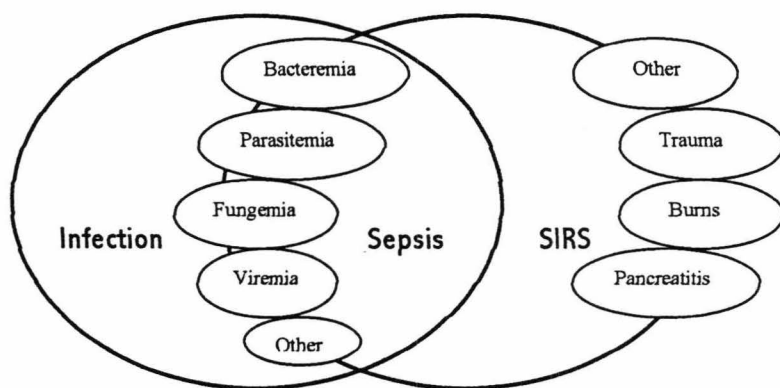 Bacteremia
Other
Parasitemia
Trauma
Fungemia
Burns
Infection
Sepsis
SIRS
Viremia
Pancreatitis
Other